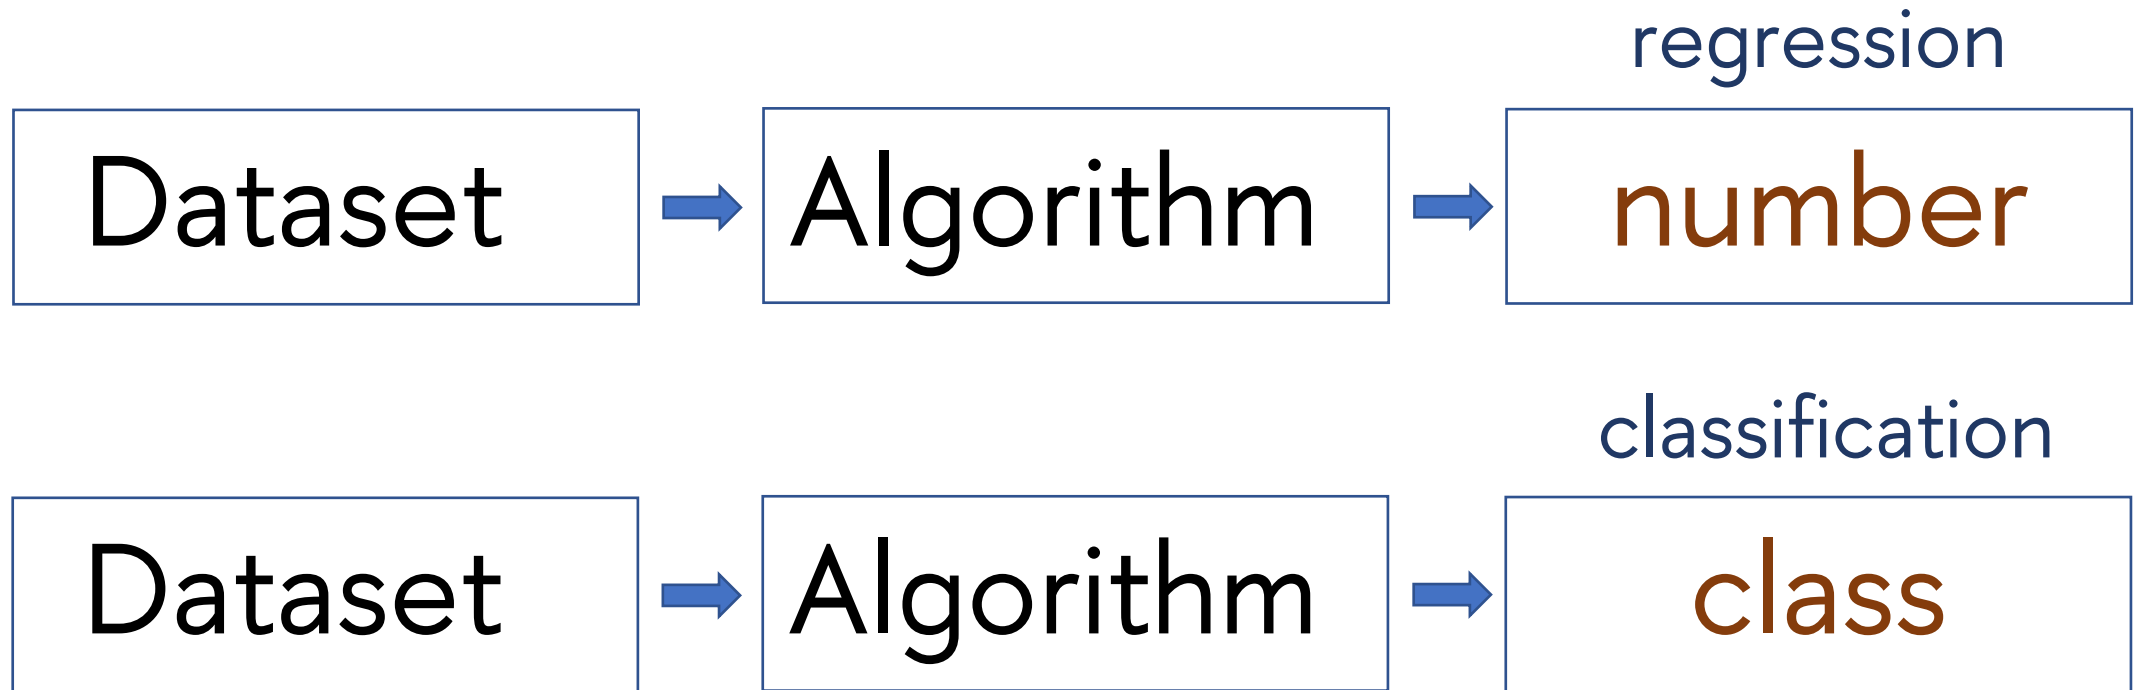 regression
Dataset
Algorithm
number
classification
Dataset
Algorithm
class